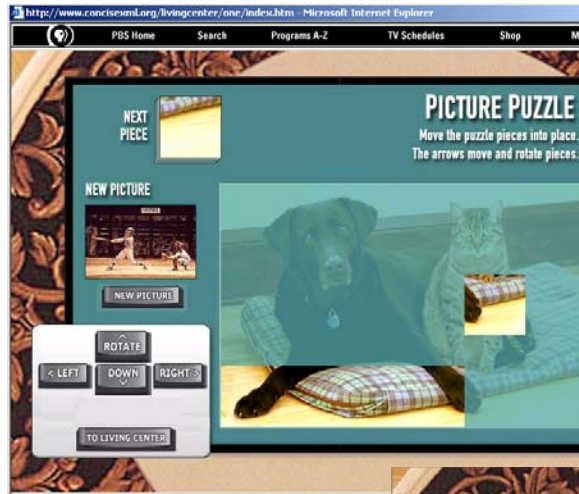 http://www.concisexml.org/livingcenter/one/index.htm - Microsoft Internet Explorer
PBS Home Search Programs A-Z TV Schedules Shop M
NEXT
PIECE
PICTURE PUZZLE
Move the puzzle pieces into place.
The arrows move and rotate pieces.
NEW PICTURE
NEW PICTURE
^
ROTATE
< LEFT DOWN RIGHT >
TO LIVING CENTER